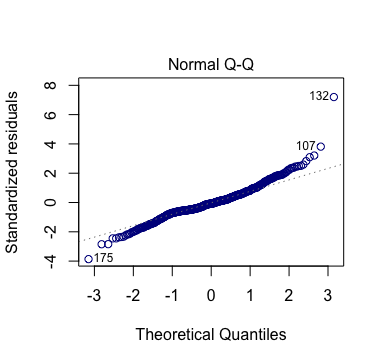 Normal Q-Q
Standardized residuals
8
6
4
2
0
-2
-4
132
107
175
-3 -2 -1 0 1 2 3
Theoretical Quantiles